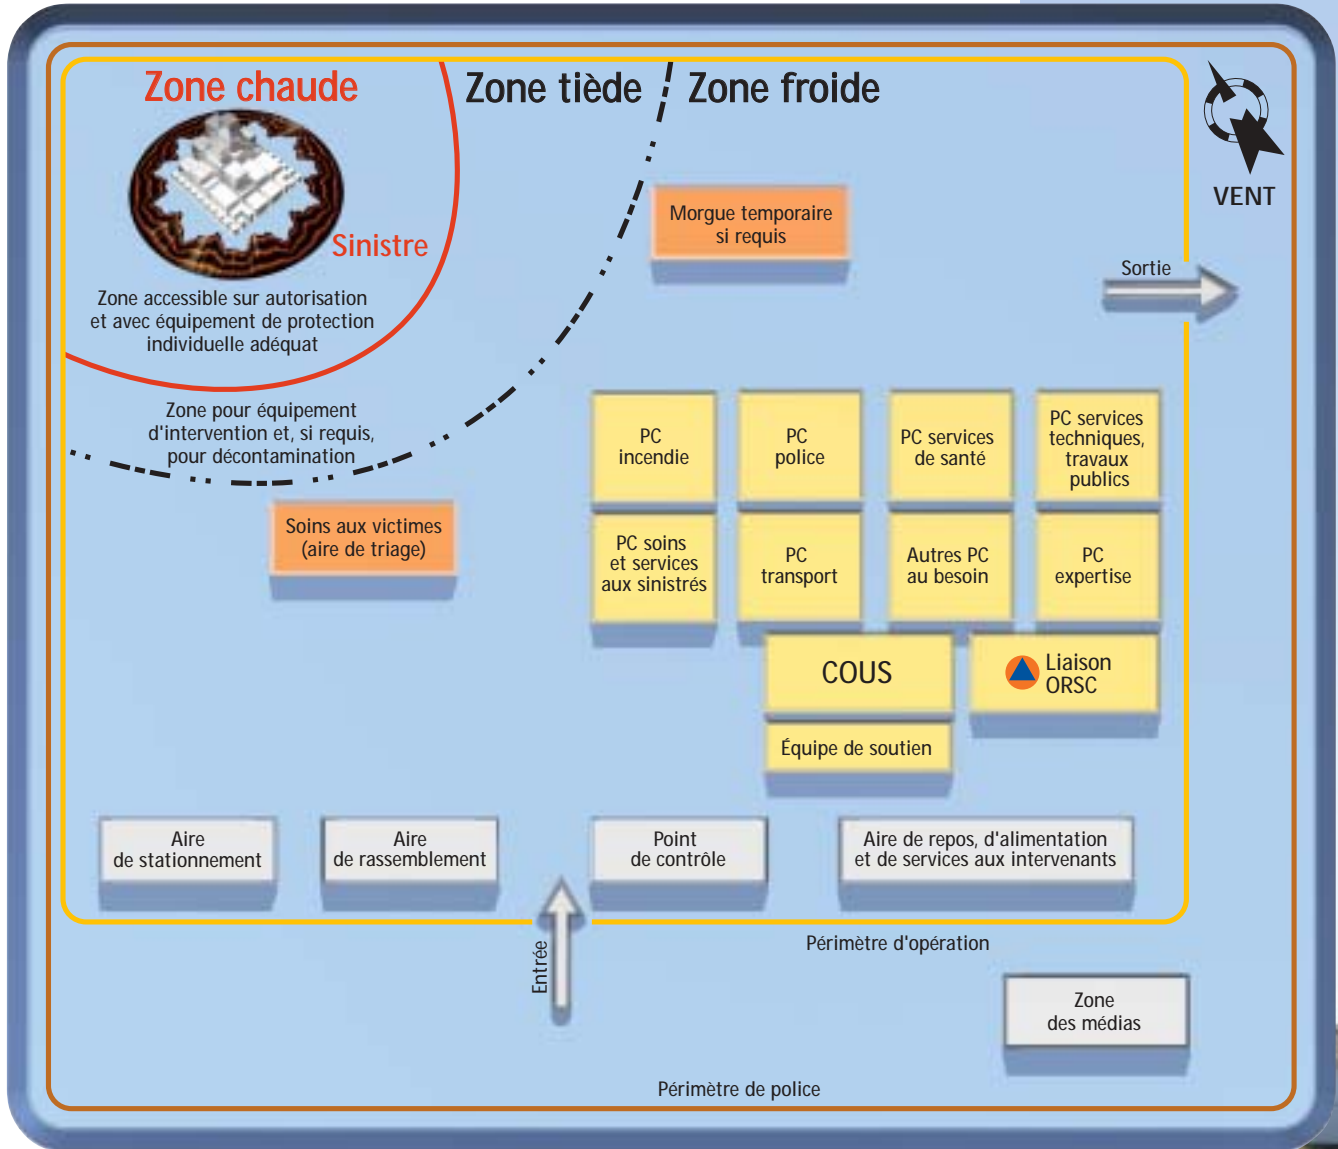 Zone chaude
Zone tiède
Zone froide
VENT
Sinistre
Zone accessible sur autorisation
et avec équipement de protection
individuelle adéquat
Zone pour équipement
d'intervention et, si requis,
pour décontamination
Morgue temporaire
si requis
Sortie
Soins aux victimes
(aire de triage)
PC
incendie
PC
police
PC services
de santé
PC services
techniques,
travaux
publics
PC soins
et services
aux sinistrés
PC
transport
Autres PC
au besoin
PC
expertise
COUS
Liaison
ORSC
Équipe de soutien
Aire
de stationnement
Aire
de rassemblement
Point
de contrôle
Aire de repos, d'alimentation
et de services aux intervenants
Entrée
Périmètre d'opération
Zone
des médias
Périmètre de police